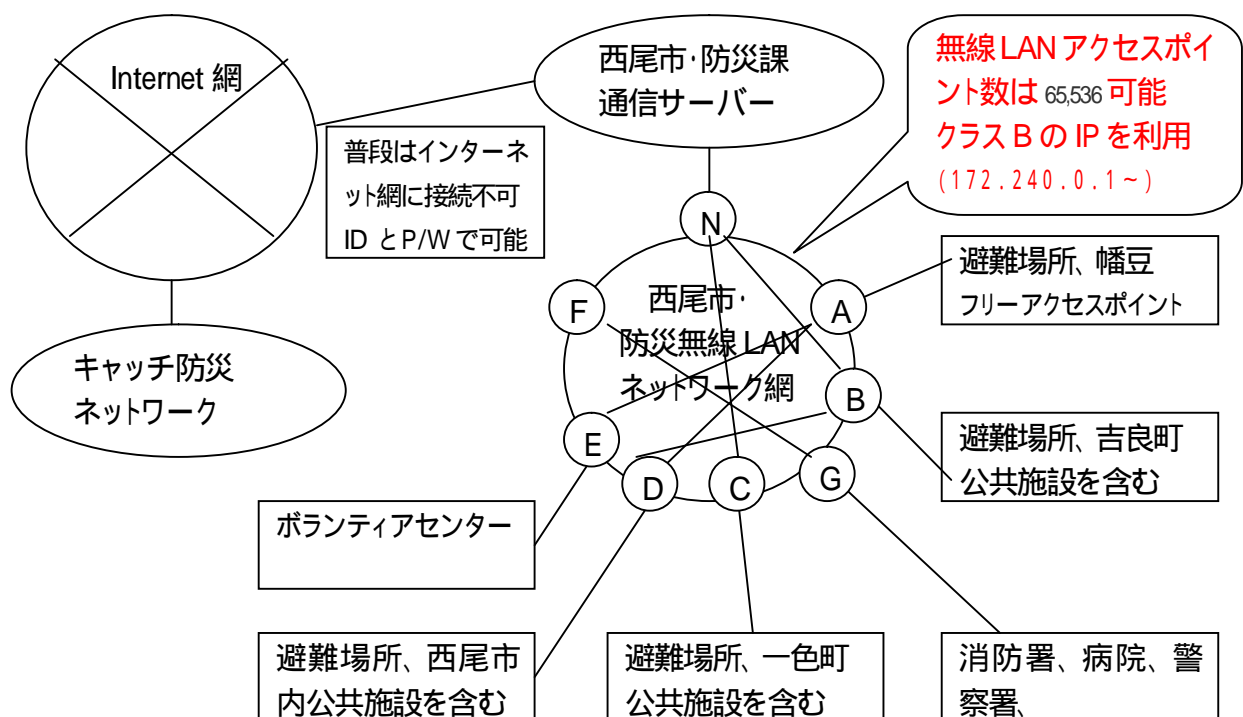 Internet 網
西尾市・防災課
通信サーバー
無線 LAN アクセスポイ
ント数は 65,536 可能
クラス B の IP を利用
(172.240.0.1~)
普段はインターネ
ット網に接続不可
ID と P/W で可能
N
避難場所、幡豆
フリーアクセスポイント
F
西尾市・
防災無線 LAN
ネットワーク網
A
キャッチ防災
ネットワーク
B
避難場所、吉良町
公共施設を含む
E
D
C
G
ボランティアセンター
避難場所、西尾市
内公共施設を含む
避難場所、一色町
公共施設を含む
消防署、病院、警
察署、